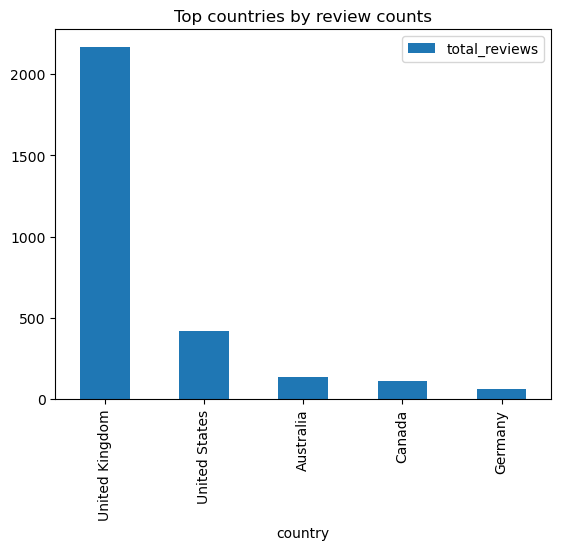 Top countries by review counts
total_reviews
2000
1500
1000
500
0
United Kingdom
United States
Australia
Canada
Germany
country